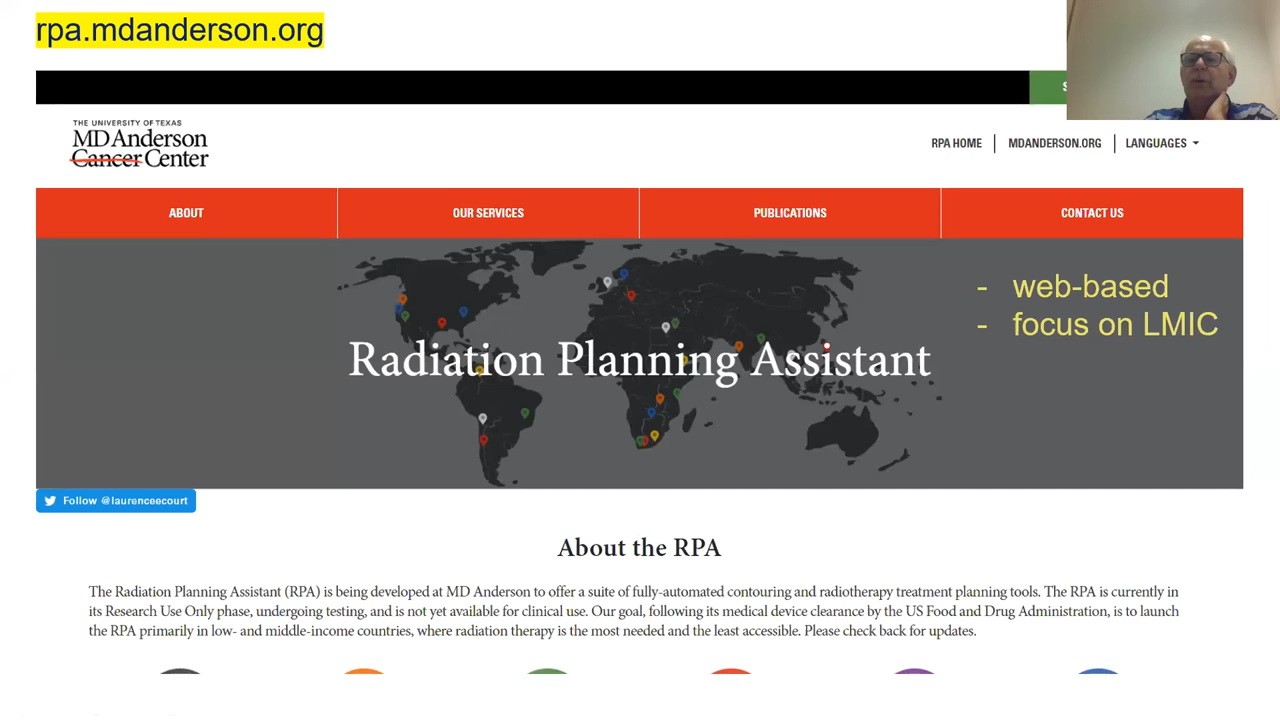 rpa.mdanderson.org
THE UNIVERSITY OF TEXAS
MD Anderson
Cancer Center
RPA HOME
MDANDERSON.ORG
LANGUAGES
ABOUT
OUR SERVICES
PUBLICATIONS
CONTACT US
- web-based
- focus on LMIC
Radiation Planning Assistant
Follow @laurenceecourt
About the RPA
The Radiation Planning Assistant (RPA) is being developed at MD Anderson to offer a suite of fully-automated contouring and radiotherapy treatment planning tools. The RPA is currently in
its Research Use Only phase, undergoing testing, and is not yet available for clinical use. Our goal, following its medical device clearance by the US Food and Drug Administration, is to launch
the RPA primarily in low- and middle-income countries, where radiation therapy is the most needed and the least accessible. Please check back for updates.